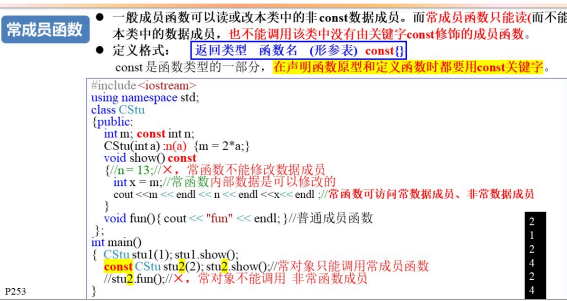 常成员函数
● 一般成员函数可以读或改本类中的非const数据成员。而常成员函数只能读(而不能
本类中的数据成员，也不能调用该类中没有由关键字const修饰的成员函数。
● 定义格式： 返回类型 函数名 (形参表) const{}
const 是函数类型的一部分，在声明函数原型和定义函数时都要用const关键字。
#include <iostream>
using namespace std;
class CStu
{public:
int m; const int n;
CStu(int a) :n(a) {m = 2*a;}
void show() const
{//n = 13;//×，常函数不能修改数据成员
int x = m;//常函数内部数据是可以修改的
cout <<m << endl << n << endl <<x<< endl ;//常函数可访问常数据成员、非常数据成员
}
void fun(){ cout << "fun" << endl; }//普通成员函数
};
int main()
{ CStu stu1(1); stu1.show();
const CStu stu2(2); stu2.show();//常对象只能调用常成员函数
//stu2.fun();//×，常对象不能调用 非常函数成员
}
2
1
2
4
2
4
P253